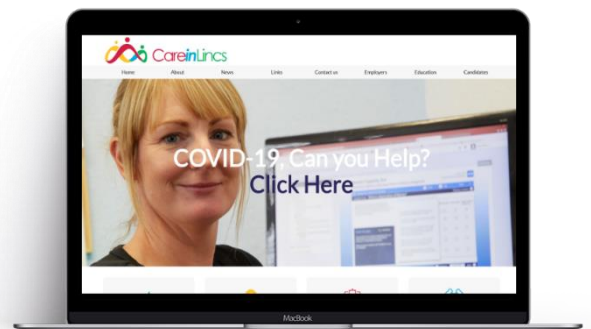 CareinLincs
Home About News Links Contact us Employers Education Candidates
COVID-19, Can you Help?
Click Here
MacBook